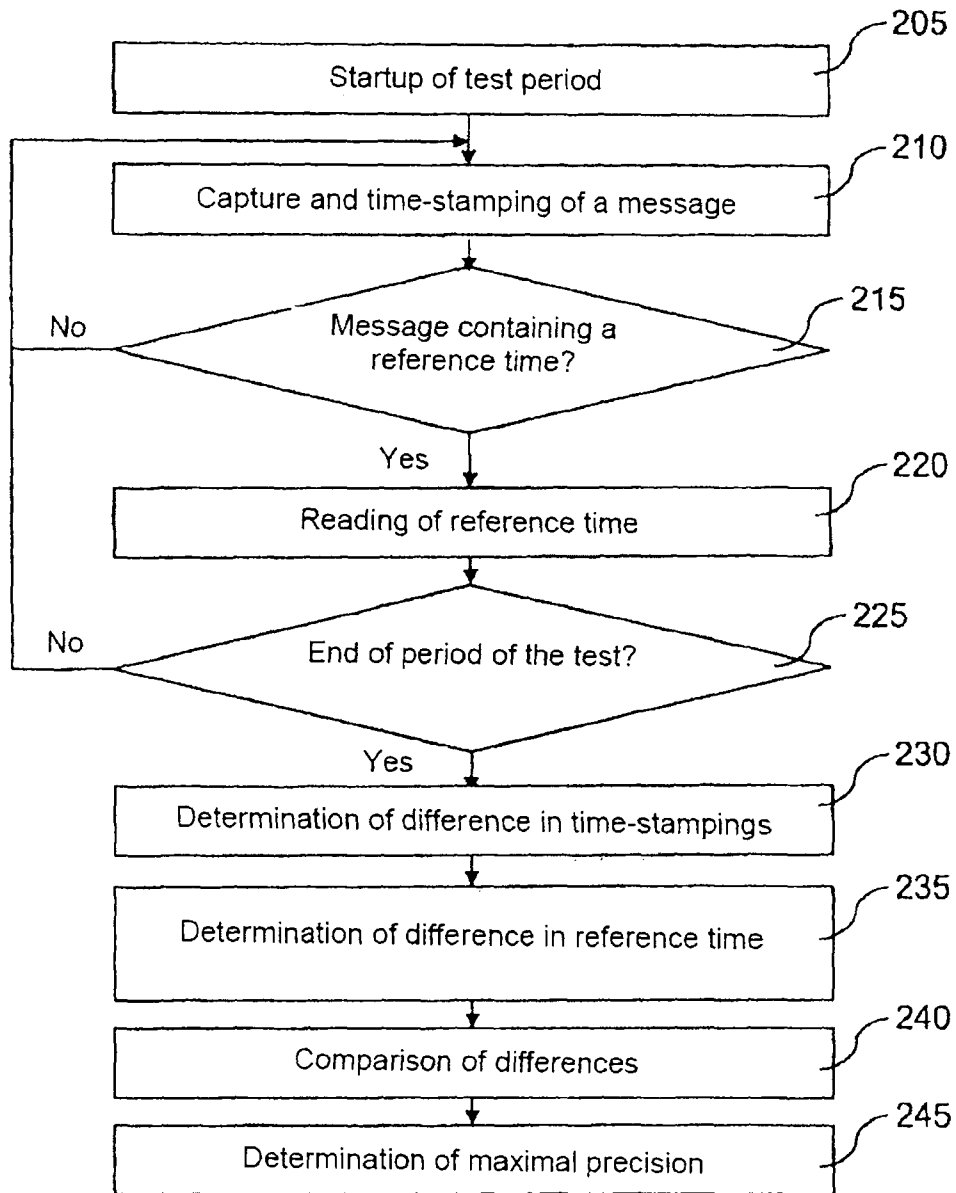 205
Startup of test period
210
Capture and time-stamping of a message
215
Message containing a
reference time?
No
Yes
220
Reading of reference time
225
End of period of the test?
No
Yes
230
Determination of difference in time-stampings
235
Determination of difference in reference time
240
Comparison of differences
245
Determination of maximal precision